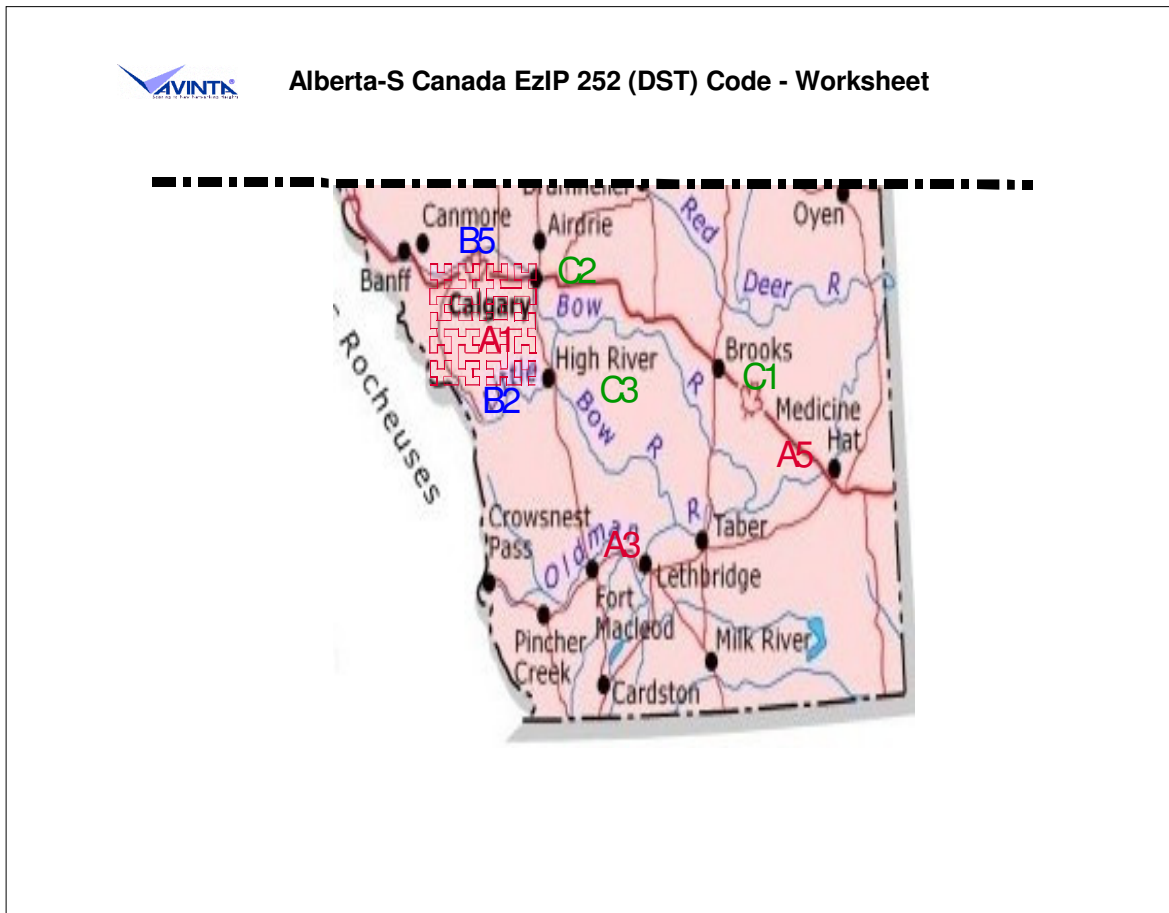 AVINTA®
Alberta-S Canada EzIP 252 (DST) Code - Worksheet
Drumheller
Canmore
Airdrie
Red
Oyen
B5
Banff
C2
Deer R
Calgary
Bow
A1
Rocheuses
High River
Brooks
C1
B2
C3
R
Bow
R
Medicine
Hat
A5
Crowsnest
Pass
Oldman
R
Taber
A3
Lethbridge
Fort
Macleod
Pincher
Creek
Milk River
Cardston